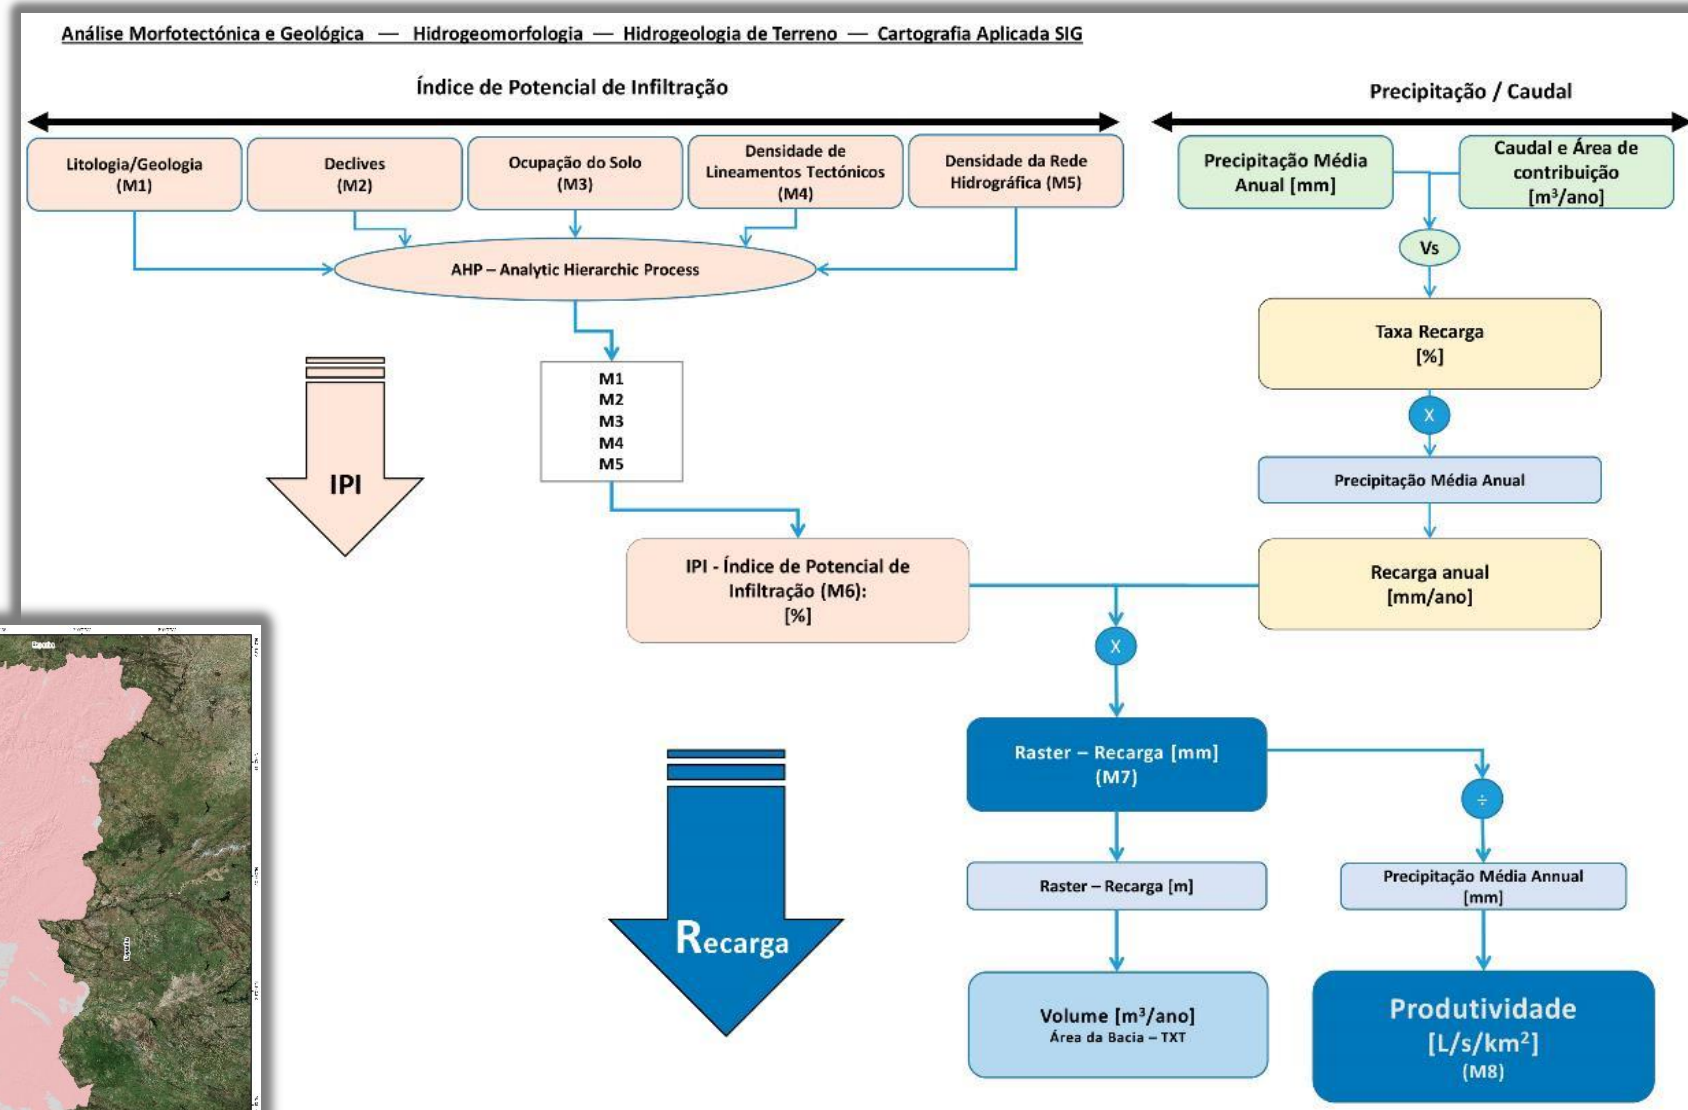 Análise Morfotectónica e Geológica — Hidrogeomorfologia — Hidrogeologia de Terreno — Cartografia Aplicada SIG
Índice de Potencial de Infiltração
Precipitação / Caudal
Litologia/Geologia
(M1)
Declives
(M2)
Ocupação do Solo
(M3)
Densidade de
Lineamentos Tectónicos
(M4)
Densidade da Rede
Hidrográfica (M5)
Precipitação Média
Anual [mm]
Caudal e Área de
contribuição
[m³/ano]
Vs
AHP – Analytic Hierarchic Process
Taxa Recarga
[%]
X
M1
M2
M3
M4
M5
IPI
Precipitação Média Anual
IPI - Índice de Potencial de
Infiltração (M6):
[%]
Recarga anual
[mm/ano]
X
Raster – Recarga [mm]
(M7)
÷
Raster – Recarga [m]
Precipitação Média Annual
[mm]
Recarga
Volume [m³/ano]
Área da Bacia – TXT
Produtividade
[L/s/km²]
(M8)
Espanha